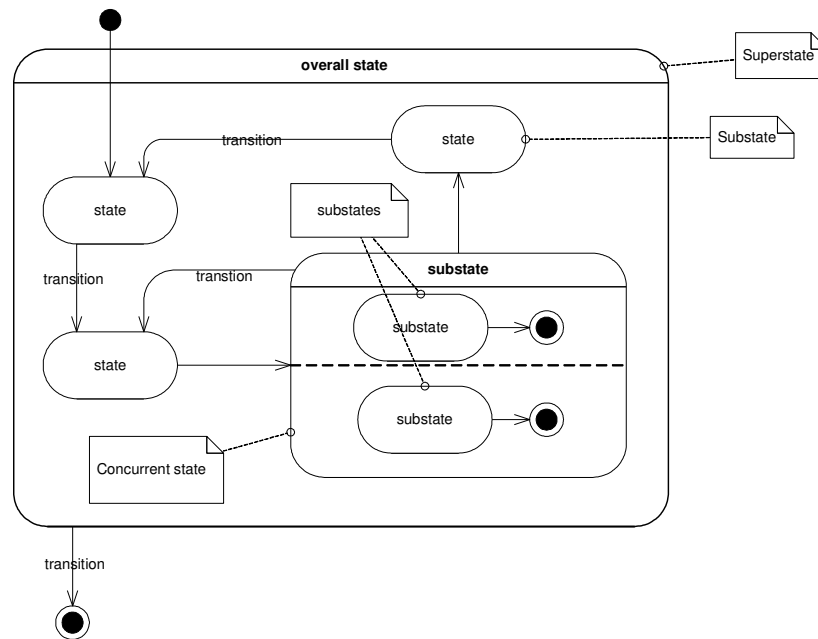 overall state
Superstate
transition
state
Substate
state
substates
transition
transtion
substate
substate
state
substate
Concurrent state
transition